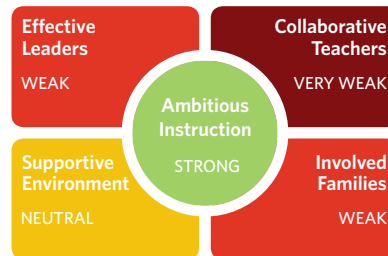 Effective
Leaders
WEAK
Collaborative
Teachers
VERY WEAK
Ambitious
Instruction
STRONG
Supportive
Environment
NEUTRAL
Involved
Families
WEAK